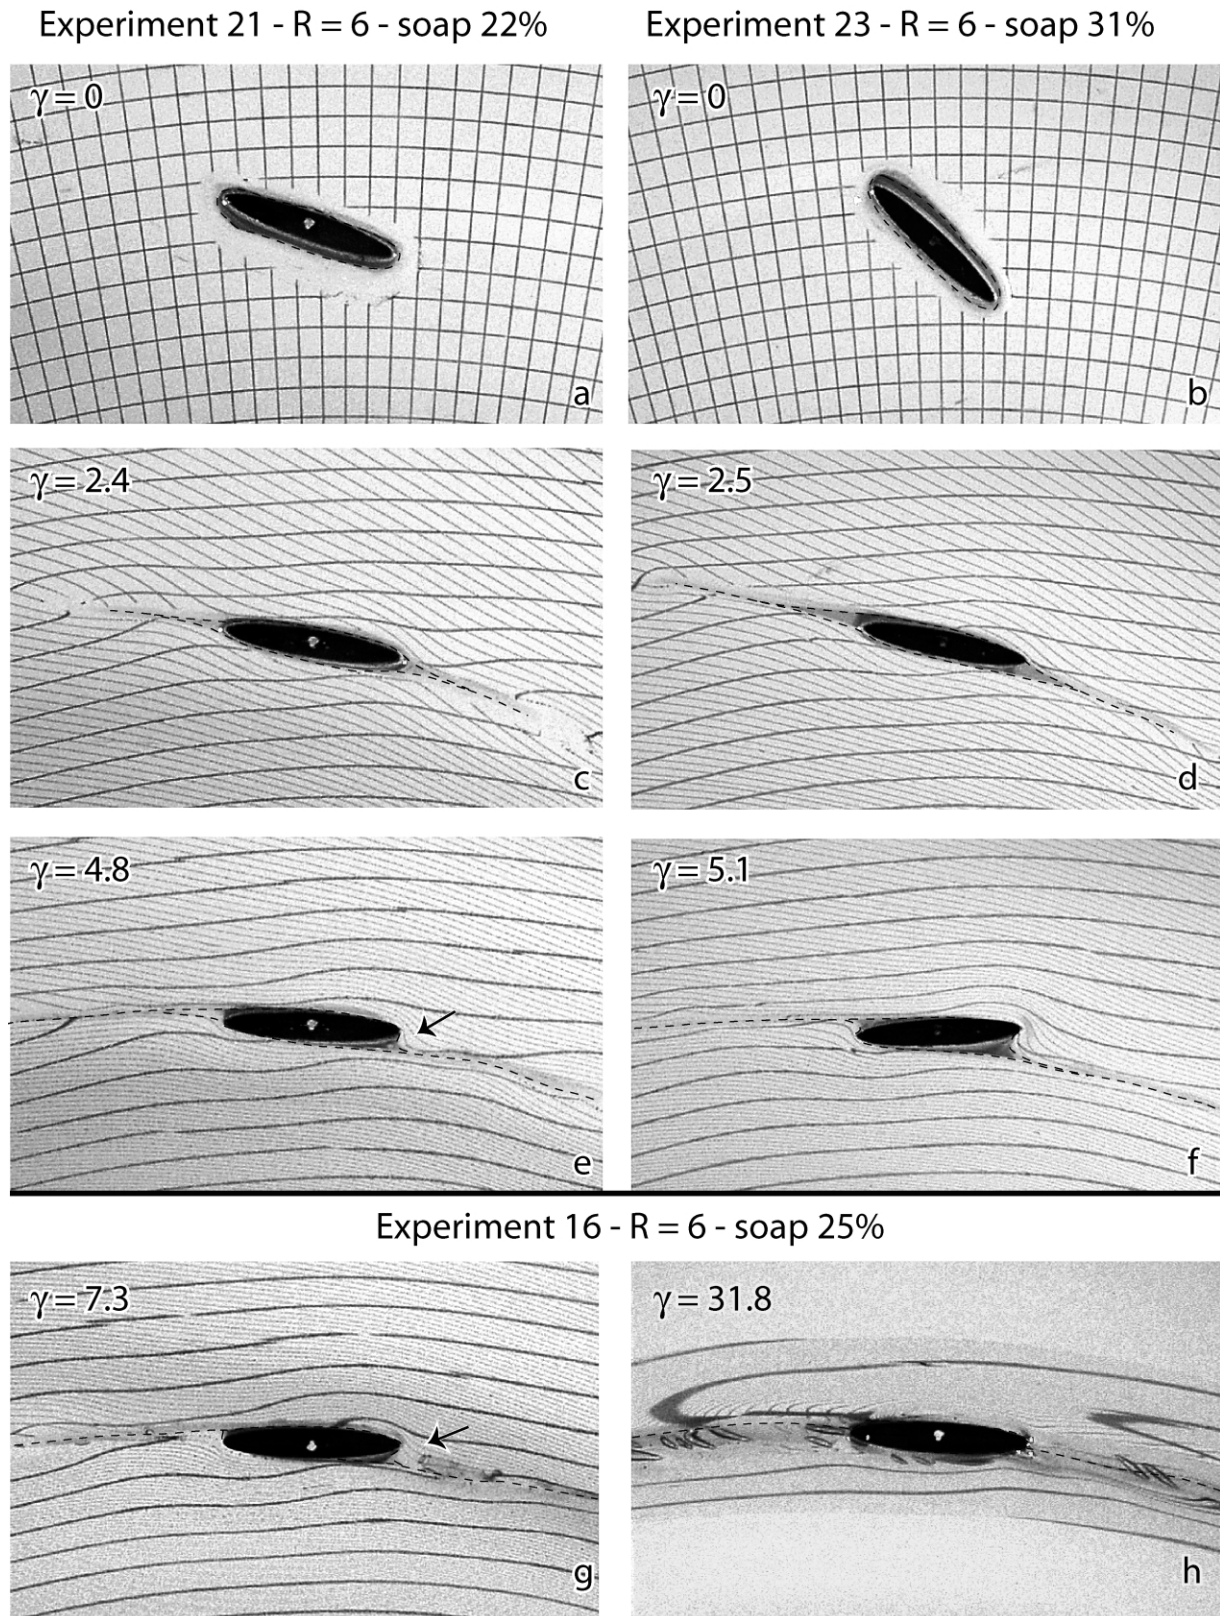 Experiment 21 - R = 6 - soap 22%
Experiment 23 - R = 6 - soap 31%
γ = 0
a
γ = 0
b
γ = 2.4
c
γ = 2.5
d
γ = 4.8
e
γ = 5.1
f
Experiment 16 - R = 6 - soap 25%
γ = 7.3
g
γ = 31.8
h